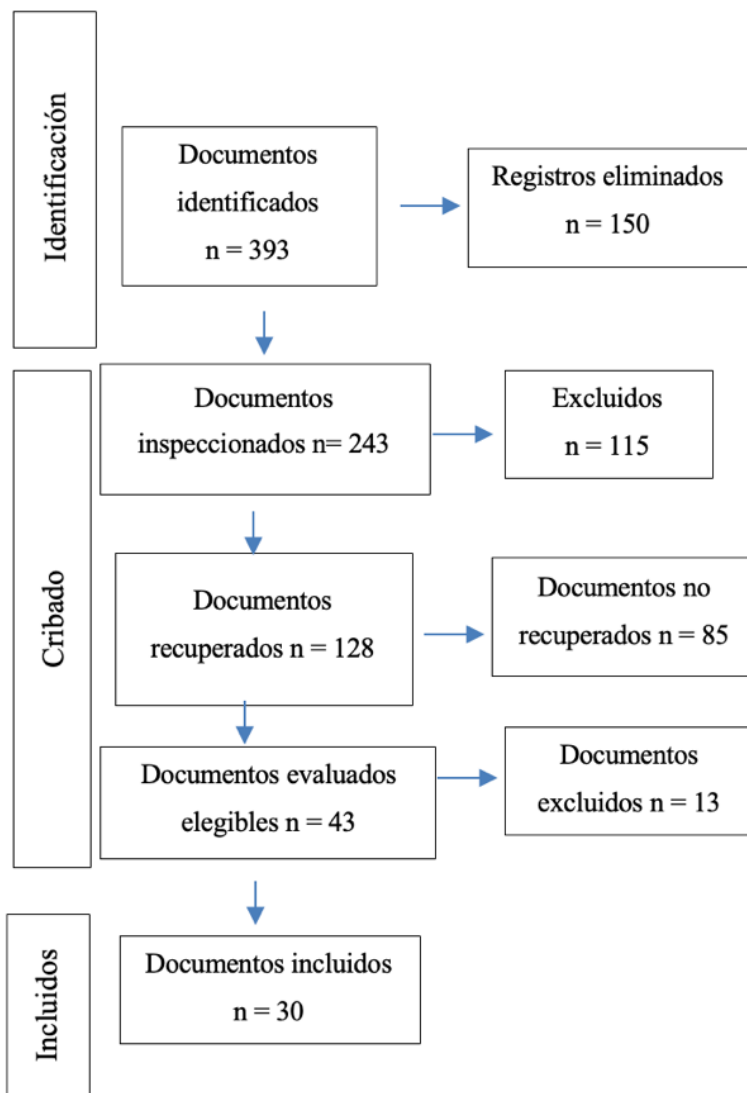 Identificación
Documentos
identificados
n = 393
Registros eliminados
n = 150
Cribado
Documentos
inspeccionados n= 243
Excluidos
n = 115
Documentos
recuperados n = 128
Documentos no
recuperados n = 85
Documentos evaluados
elegibles n = 43
Documentos
excluidos n = 13
Incluidos
Documentos incluidos
n = 30